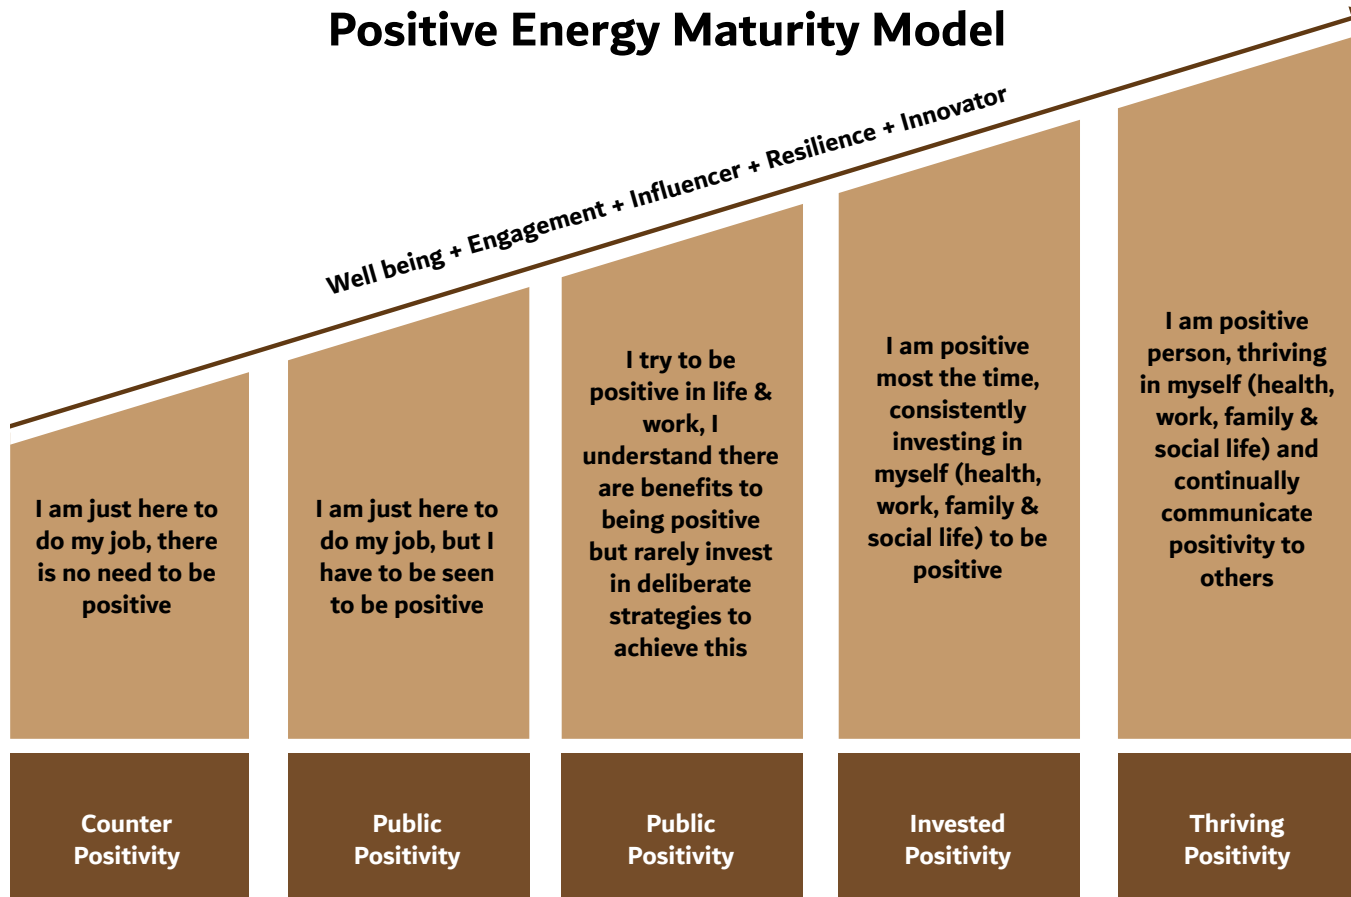 Positive Energy Maturity Model
Well being + Engagement + Influencer + Resilience + Innovator
I am just here to
do my job, there
is no need to be
positive
I am just here to
do my job, but I
have to be seen
to be positive
I try to be
positive in life &
work, I
understand there
are benefits to
being positive
but rarely invest
in deliberate
strategies to
achieve this
I am positive
most the time,
consistently
investing in
myself (health,
work, family &
social life) to be
positive
I am positive
person, thriving
in myself (health,
work, family &
social life) and
continually
communicate
positivity to
others
Counter
Positivity
Public
Positivity
Public
Positivity
Invested
Positivity
Thriving
Positivity